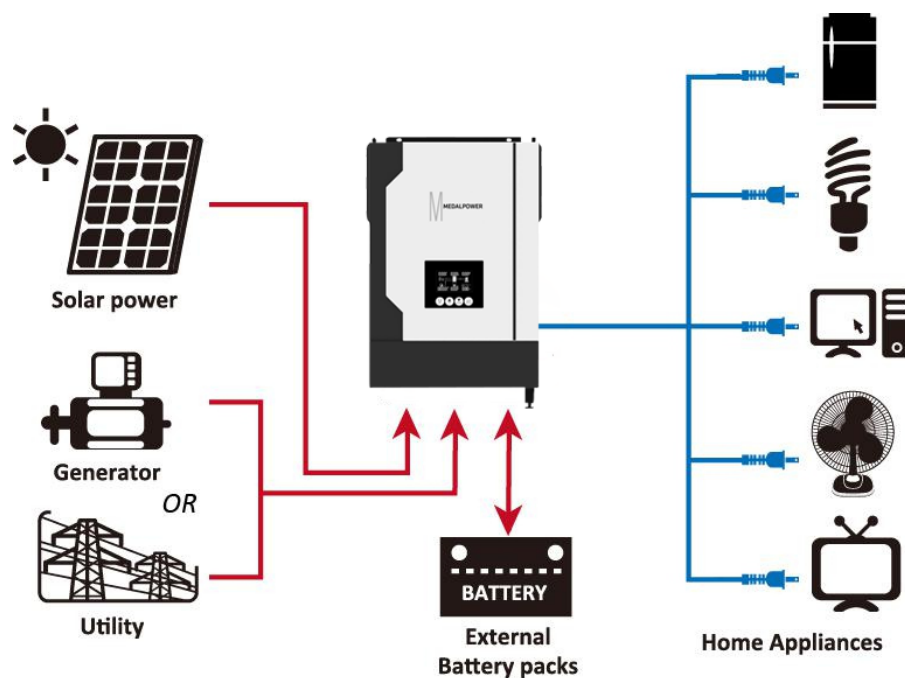 M MEDALPOWER
Solar power
Generator
OR
Utility
BATTERY
External
Battery packs
Home Appliances